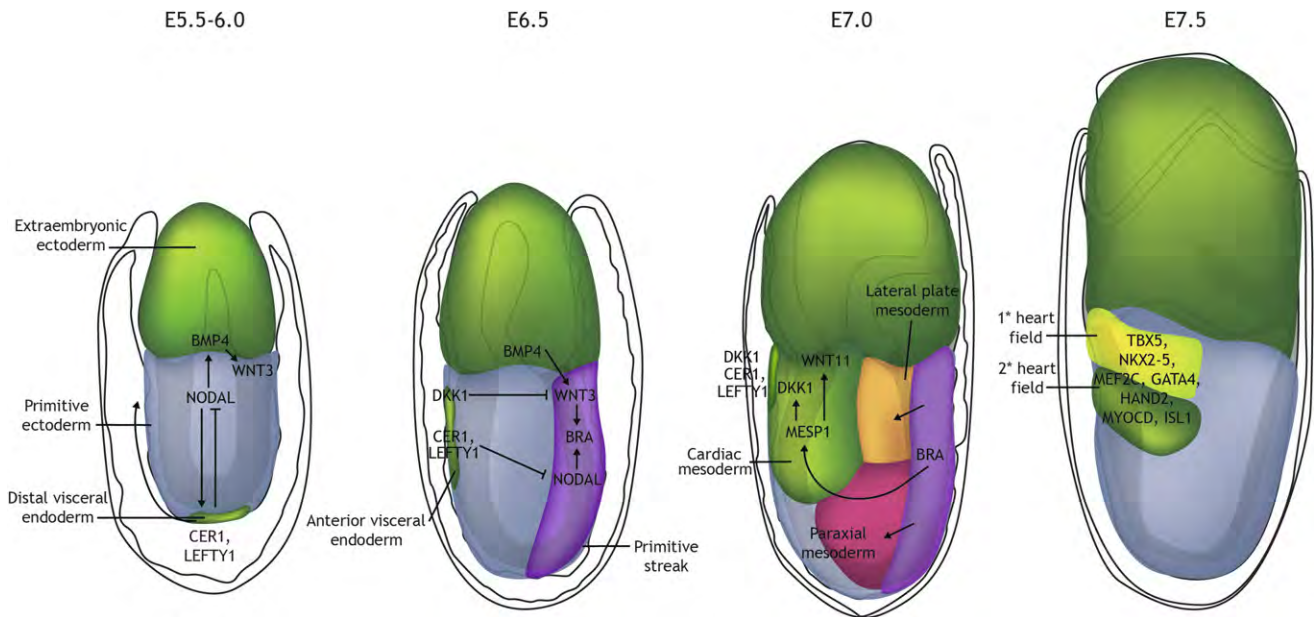 E5.5-6.0
E6.5
E7.0
E7.5
Extraembryonic
ectoderm
BMP4
WNT3
NODAL
Primitive
ectoderm
Distal visceral
endoderm
CER1,
LEFTY1
BMP4
DKK1
WNT3
CER1,
LEFTY1
BRA
NODAL
Anterior visceral
endoderm
Primitive
streak
Lateral plate
mesoderm
DKK1
CER1,
LEFTY1
WNT11
DKK1
MESP1
Cardiac
mesoderm
BRA
Paraxial
mesoderm
1* heart
field
2* heart
field
TBX5,
NKX2-5,
MEF2C, GATA4,
HAND2,
MYOCD, ISL1